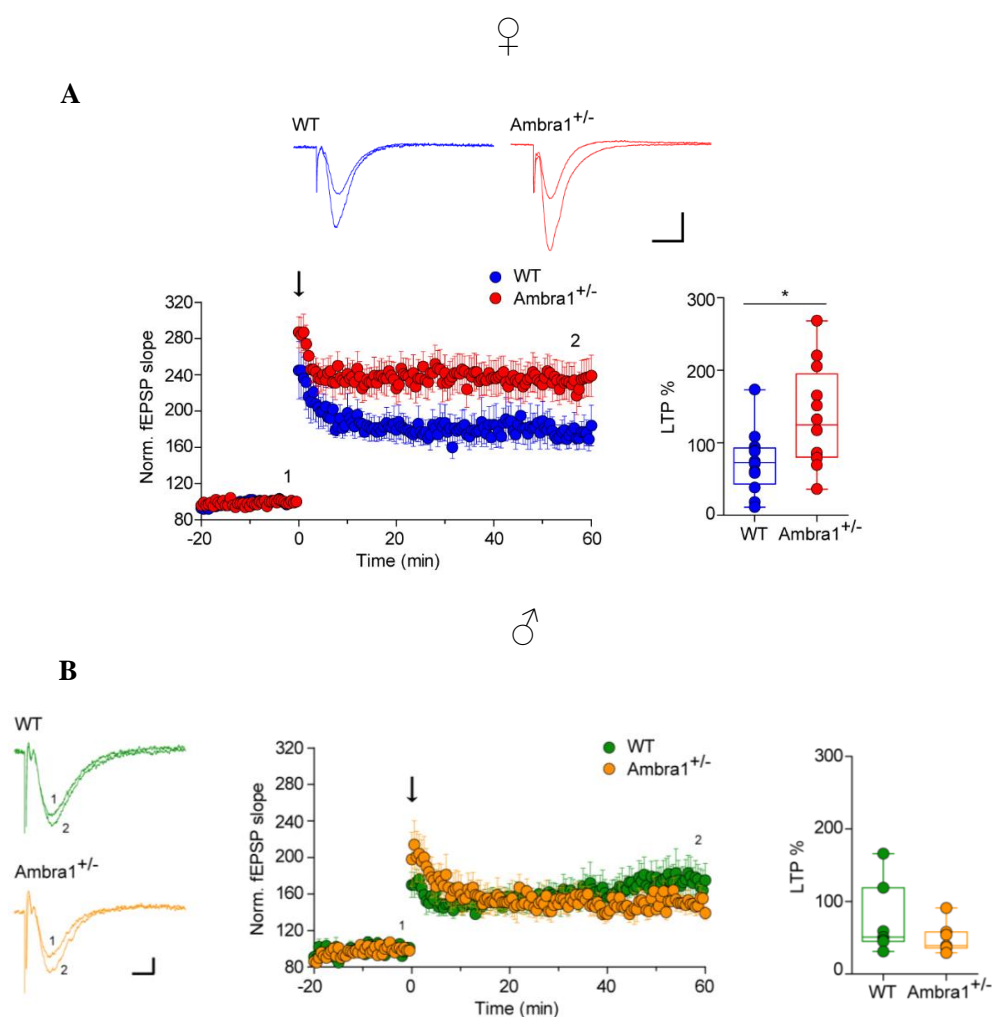 ♀
A
WT
Ambra1+/-
WT
Ambra1+/-
Norm. fEPSP slope
320
280
240
200
160
120
80
1
2
-20
0
20
40
60
Time (min)
LTP %
300
200
100
0
*
WT
Ambra1+/-
♂
B
WT
1
2
Ambra1+/-
1
2
WT
Ambra1+/-
Norm. fEPSP slope
320
280
240
200
160
120
80
1
2
-20
0
20
40
60
Time (min)
LTP %
300
200
100
0
WT
Ambra1+/-